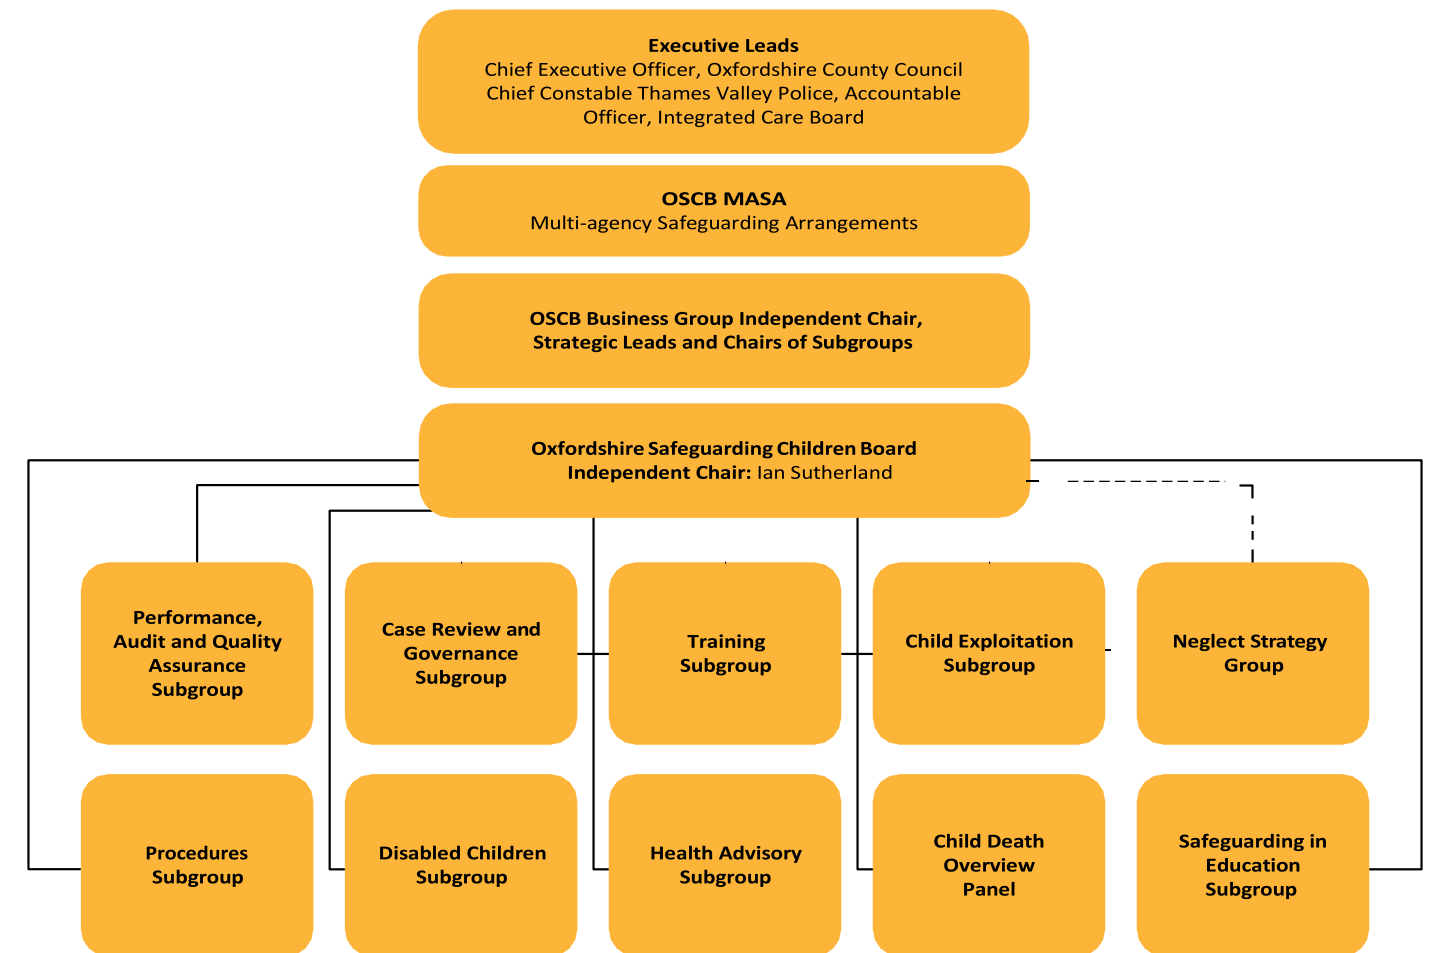 Executive Leads
Chief Executive Officer, Oxfordshire County Council
Chief Constable Thames Valley Police, Accountable
Officer, Integrated Care Board
OSCB MASA
Multi-agency Safeguarding Arrangements
OSCB Business Group Independent Chair,
Strategic Leads and Chairs of Subgroups
Oxfordshire Safeguarding Children Board
Independent Chair: Ian Sutherland
Performance,
Audit and Quality
Assurance
Subgroup
Case Review and
Governance
Subgroup
Training
Subgroup
Child Exploitation
Subgroup
Neglect Strategy
Group
Procedures
Subgroup
Disabled Children
Subgroup
Health Advisory
Subgroup
Child Death
Overview
Panel
Safeguarding in
Education
Subgroup